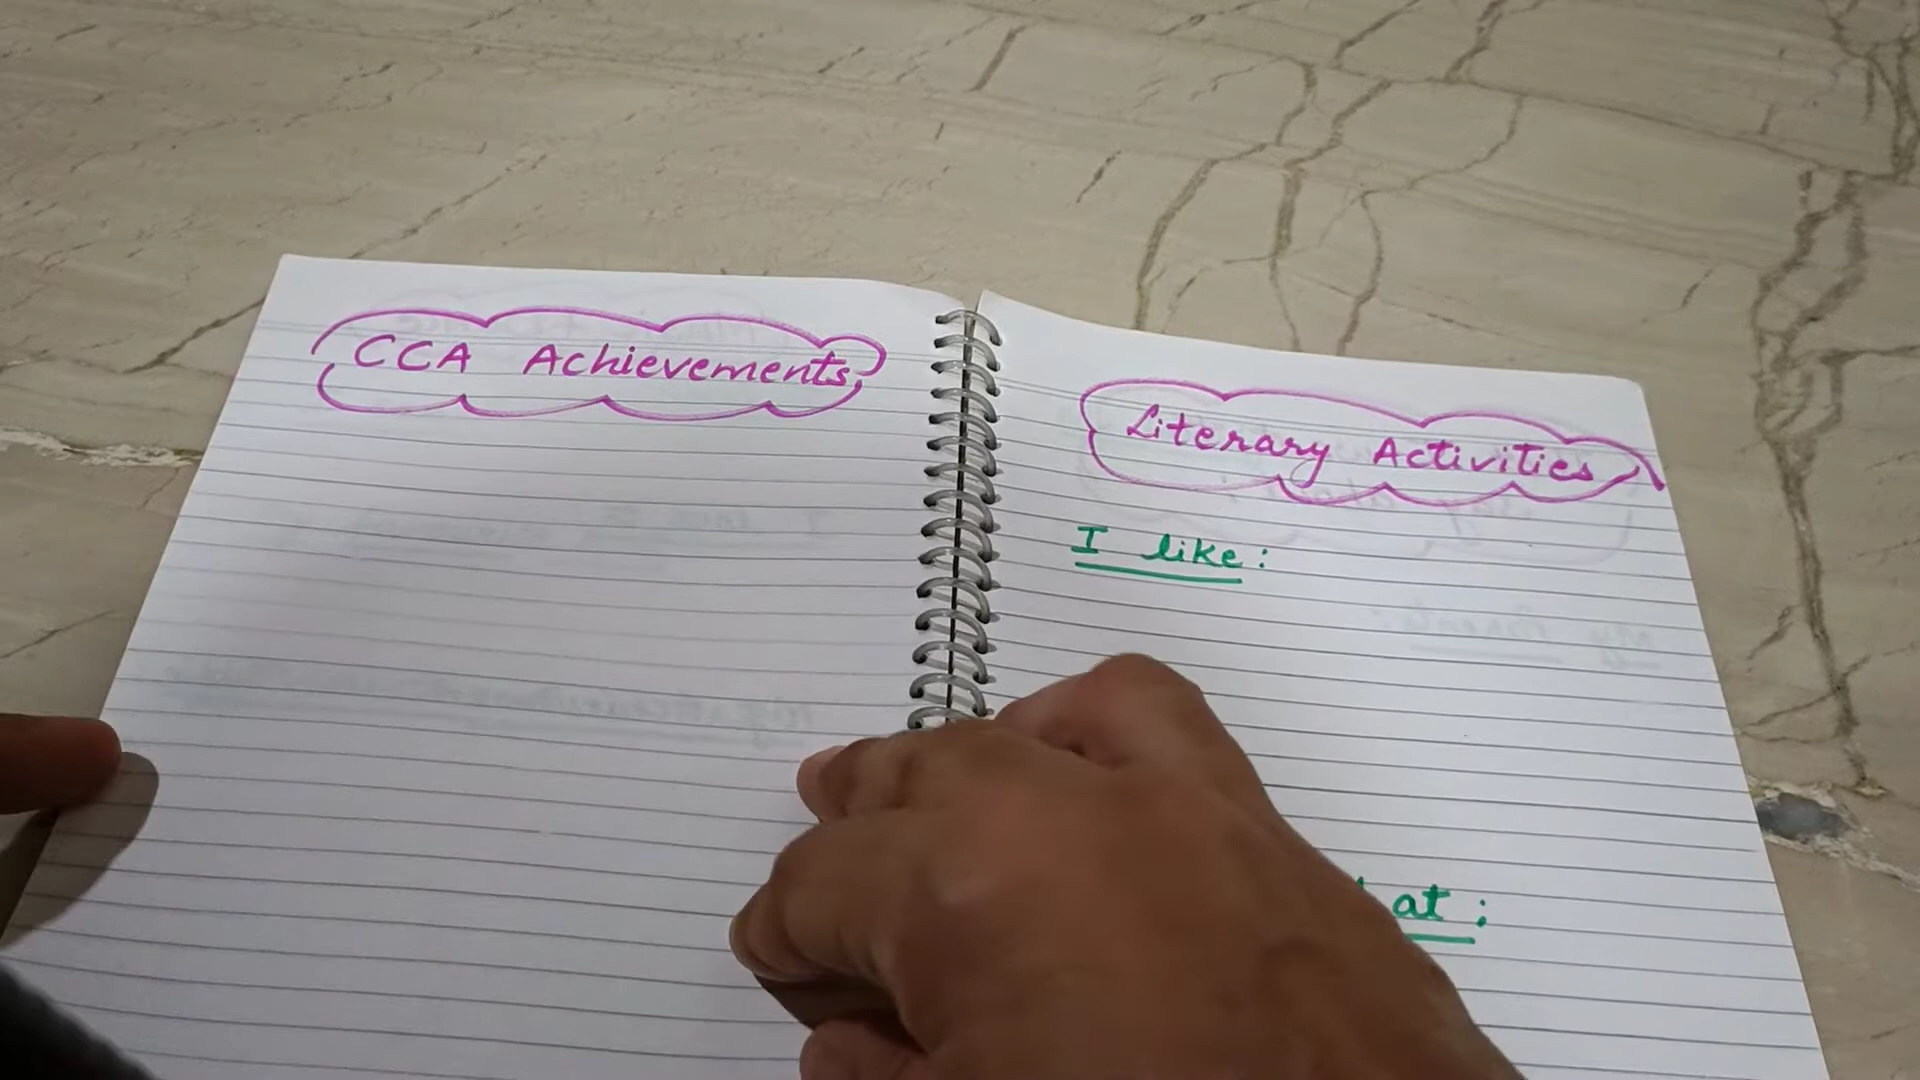 CCA Achievements
Literary Activities
I like:
at: